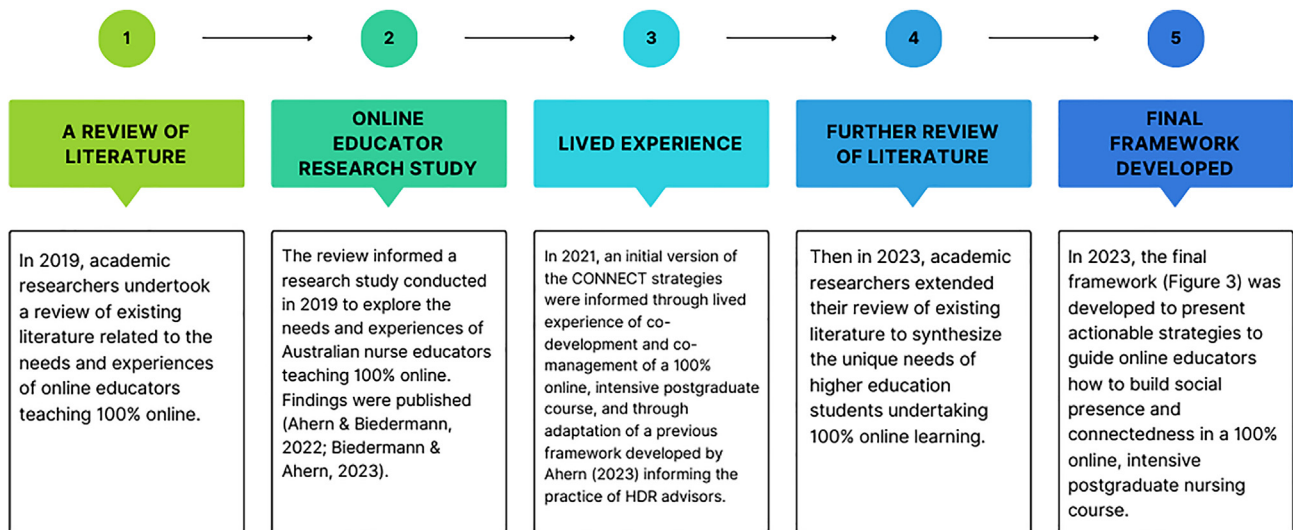 1
2
3
4
5
A REVIEW OF
LITERATURE
ONLINE
EDUCATOR
RESEARCH STUDY
LIVED EXPERIENCE
FURTHER REVIEW
OF LITERATURE
FINAL
FRAMEWORK
DEVELOPED
In 2019, academic
researchers undertook
a review of existing
literature related to the
needs and experiences
of online educators
teaching 100% online.
The review informed a
research study conducted
in 2019 to explore the
needs and experiences of
Australian nurse educators
teaching 100% online.
Findings were published
(Ahern & Biedermann,
2022; Biedermann &
Ahern, 2023).
In 2021, an initial version of
the CONNECT strategies
were informed through lived
experience of co-
development and co-
management of a 100%
online, intensive postgraduate
course, and through
adaptation of a previous
framework developed by
Ahern (2023) informing the
practice of HDR advisors.
Then in 2023, academic
researchers extended
their review of existing
literature to synthesize
the unique needs of
higher education
students undertaking
100% online learning.
In 2023, the final
framework (Figure 3) was
developed to present
actionable strategies to
guide online educators
how to build social
presence and
connectedness in a 100%
online, intensive
postgraduate nursing
course.